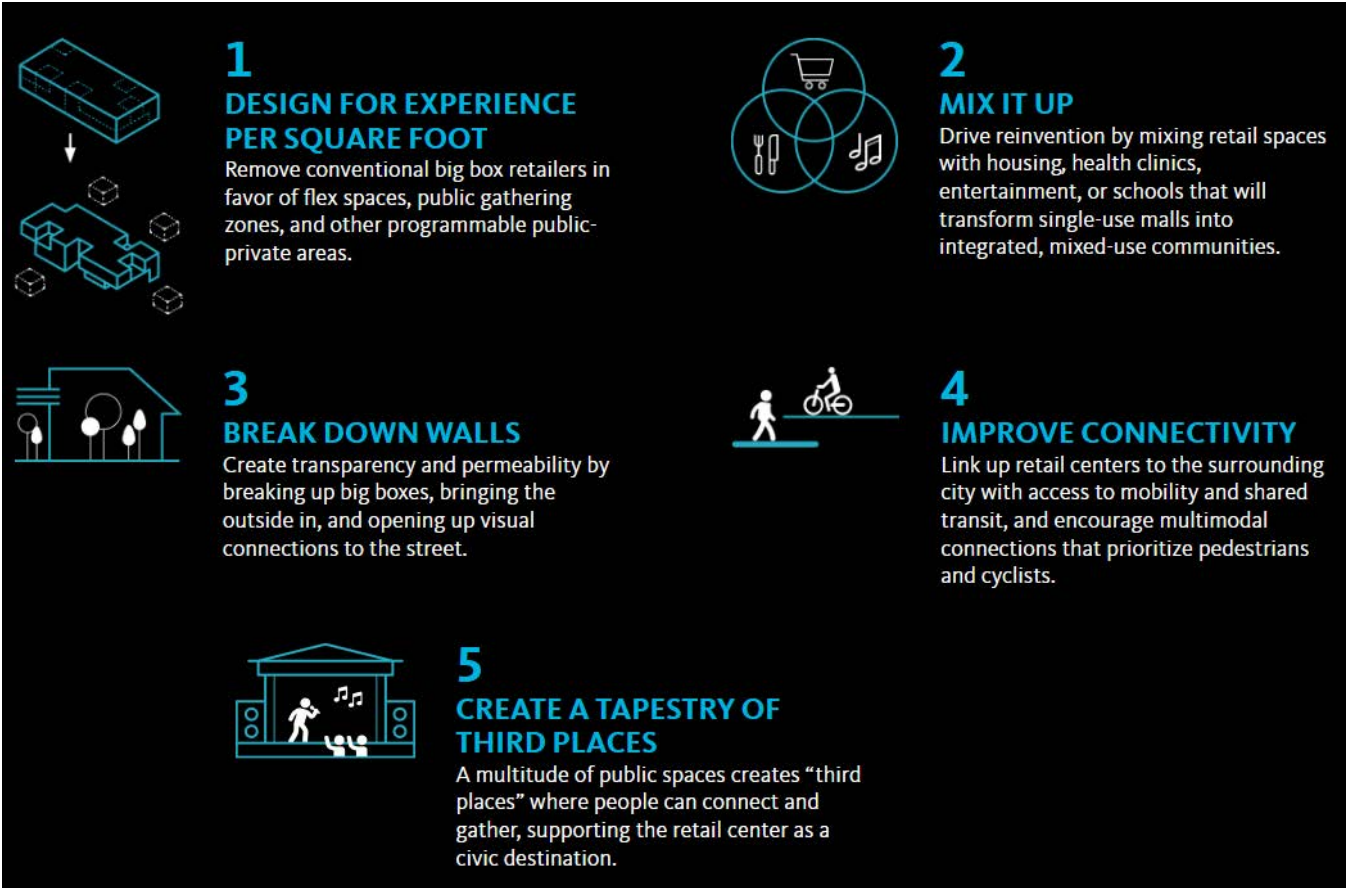 1
DESIGN FOR EXPERIENCE
PER SQUARE FOOT
Remove conventional big box retailers in
favor of flex spaces, public gathering
zones, and other programmable public-
private areas.
2
MIX IT UP
Drive reinvention by mixing retail spaces
with housing, health clinics,
entertainment, or schools that will
transform single-use malls into
integrated, mixed-use communities.
3
BREAK DOWN WALLS
Create transparency and permeability by
breaking up big boxes, bringing the
outside in, and opening up visual
connections to the street.
4
IMPROVE CONNECTIVITY
Link up retail centers to the surrounding
city with access to mobility and shared
transit, and encourage multimodal
connections that prioritize pedestrians
and cyclists.
5
CREATE A TAPESTRY OF
THIRD PLACES
A multitude of public spaces creates “third
places” where people can connect and
gather, supporting the retail center as a
civic destination.